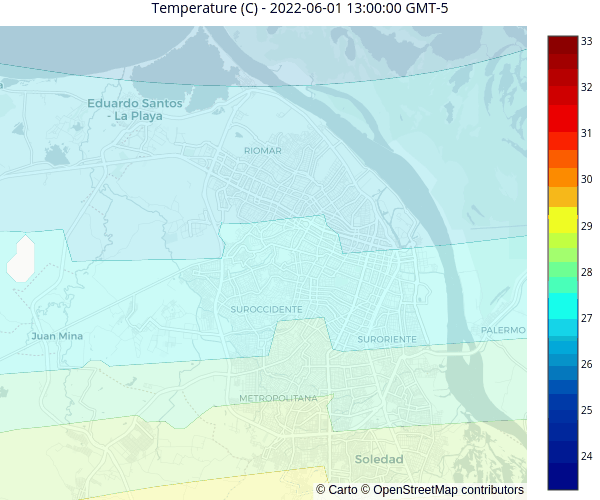 Temperature (C) - 2022-06-01 13:00:00 GMT-5
33
Eduardo Santos
- La Playa
32
RIOMAR
31
30
29
28
SUROCCIDENTE
27
Juan Mina
SURORIENTE
PALERMO
26
METROPOLITANA
25
Soledad
24
© Carto © OpenStreetMap contributors